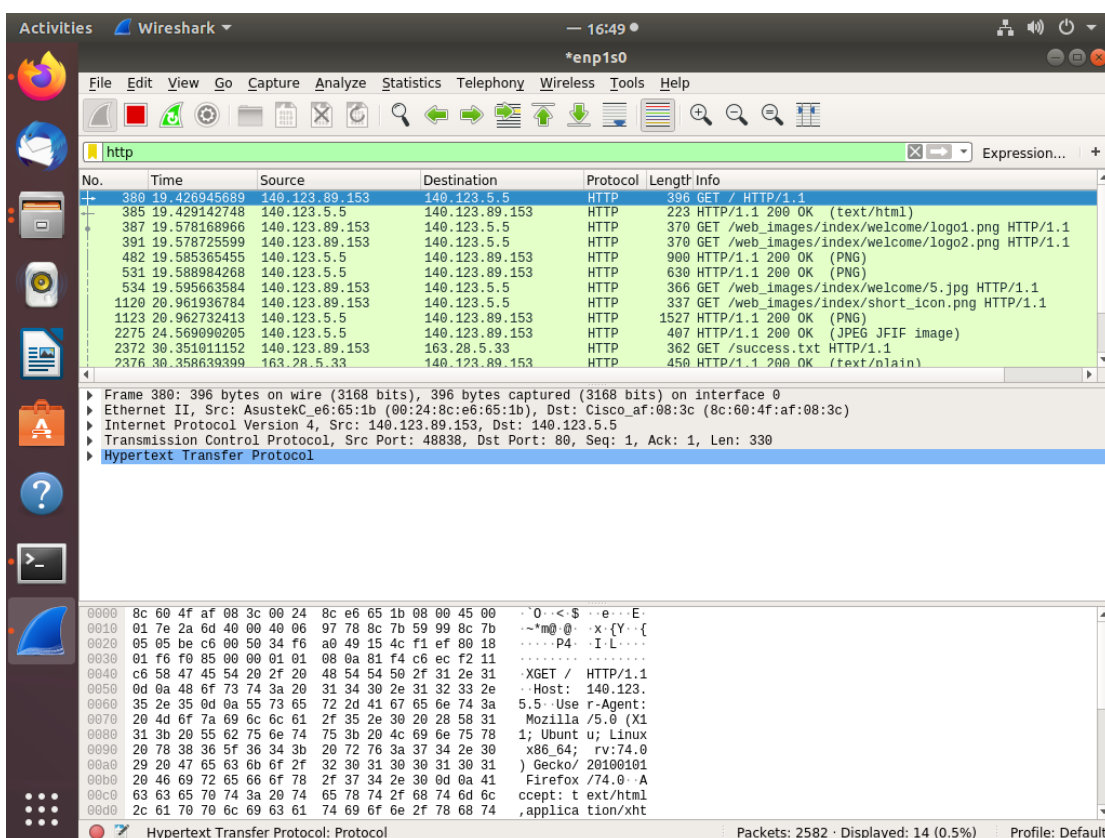 Activities Wireshark 16:49
*enp1s0
File Edit View Go Capture Analyze Statistics Telephony Wireless Tools Help
http Expression... +
No. Time Source Destination Protocol Length Info
380 19.426945689 140.123.89.153 140.123.5.5 HTTP 396 GET / HTTP/1.1
385 19.429142748 140.123.5.5 140.123.89.153 HTTP 223 HTTP/1.1 200 OK (text/html)
387 19.578168966 140.123.89.153 140.123.5.5 HTTP 370 GET /web_images/index/welcome/logo1.png HTTP/1.1
391 19.578725599 140.123.89.153 140.123.5.5 HTTP 370 GET /web_images/index/welcome/logo2.png HTTP/1.1
482 19.585365455 140.123.5.5 140.123.89.153 HTTP 900 HTTP/1.1 200 OK (PNG)
531 19.588984268 140.123.5.5 140.123.89.153 HTTP 630 HTTP/1.1 200 OK (PNG)
534 19.595663584 140.123.89.153 140.123.5.5 HTTP 366 GET /web_images/index/welcome/5.jpg HTTP/1.1
1120 20.961936784 140.123.89.153 140.123.5.5 HTTP 337 GET /web_images/index/short_icon.png HTTP/1.1
1123 20.962732413 140.123.5.5 140.123.89.153 HTTP 1527 HTTP/1.1 200 OK (PNG)
2275 24.569090205 140.123.5.5 140.123.89.153 HTTP 407 HTTP/1.1 200 OK (JPEG JFIF image)
2372 30.351011152 140.123.89.153 163.28.5.33 HTTP 362 GET /success.txt HTTP/1.1
2376 30.358639399 163.28.5.33 140.123.89.153 HTTP 450 HTTP/1.1 200 OK (text/plain)
Frame 380: 396 bytes on wire (3168 bits), 396 bytes captured (3168 bits) on interface 0
Ethernet II, Src: AsustekC_e6:65:1b (00:24:8c:e6:65:1b), Dst: Cisco_af:08:3c (8c:60:4f:af:08:3c)
Internet Protocol Version 4, Src: 140.123.89.153, Dst: 140.123.5.5
Transmission Control Protocol, Src Port: 48838, Dst Port: 80, Seq: 1, Ack: 1, Len: 330
Hypertext Transfer Protocol
0000 8c 60 4f af 08 3c 00 24 8c e6 65 1b 08 00 45 00 ·`O··<·$ ··e···E·
0010 01 7e 2a 6d 40 00 40 06 97 78 8c 7b 59 99 8c 7b ·~*m@·@· ·x·{Y··{
0020 05 05 be c6 00 50 34 f6 a0 49 15 4c f1 ef 80 18 ·····P4· ·I·L····
0030 01 f6 f0 85 00 00 01 01 08 0a 81 f4 c6 ec f2 11 ········ ········
0040 c6 58 47 45 54 20 2f 20 48 54 54 50 2f 31 2e 31 ·XGET / HTTP/1.1
0050 0d 0a 48 6f 73 74 3a 20 31 34 30 2e 31 32 33 2e ··Host: 140.123.
0060 35 2e 35 0d 0a 55 73 65 72 2d 41 67 65 6e 74 3a 5.5··Use r-Agent:
0070 20 4d 6f 7a 69 6c 6c 61 2f 35 2e 30 20 28 58 31 Mozilla /5.0 (X1
0080 31 3b 20 55 62 75 6e 74 75 3b 20 4c 69 6e 75 78 1; Ubunt u; Linux
0090 20 78 38 36 5f 36 34 3b 20 72 76 3a 37 34 2e 30 x86_64; rv:74.0
00a0 29 20 47 65 63 6b 6f 2f 32 30 31 30 30 31 30 31 ) Gecko/ 20100101
00b0 20 46 69 72 65 66 6f 78 2f 37 34 2e 30 0d 0a 41 Firefox /74.0··A
00c0 63 63 65 70 74 3a 20 74 65 78 74 2f 68 74 6d 6c ccept: t ext/html
00d0 2c 61 70 70 6c 69 63 61 74 69 6f 6e 2f 78 68 74 ,applica tion/xht
Hypertext Transfer Protocol: Protocol Packets: 2582 · Displayed: 14 (0.5%) Profile: Default